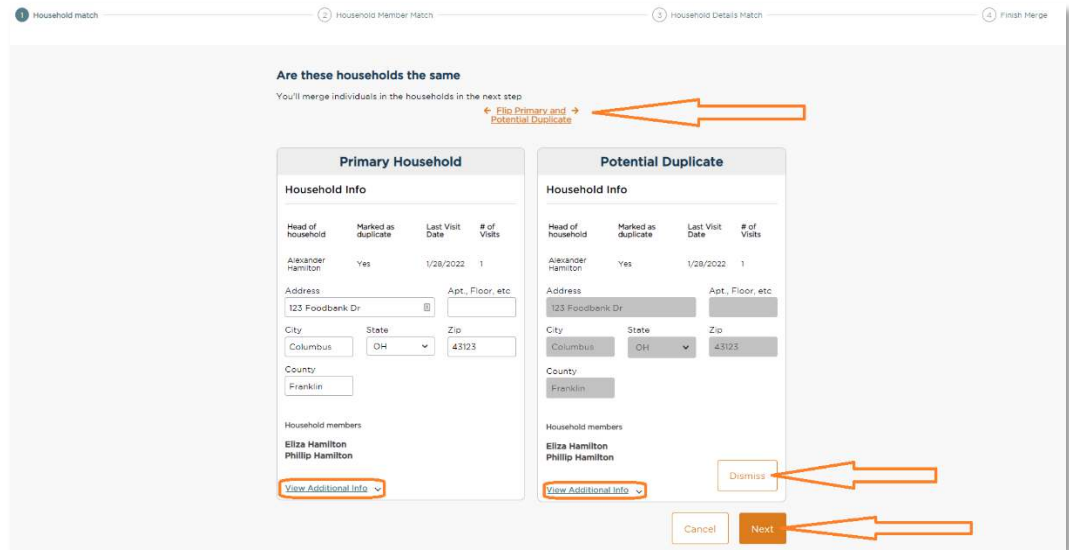 1 Household match 2 Household Member Match 3 Household Details Match 4 Finish Merge
Are these households the same
You'll merge individuals in the households in the next step
← Flip Primary and →
Potential Duplicate
Primary Household
Household Info
Head of household Marked as duplicate Last Visit Date # of Visits
Alexander Hamilton Yes 1/28/2022 1
Address Apt., Floor, etc
123 Foodbank Dr
City State Zip
Columbus OH 43123
County
Franklin
Household members
Eliza Hamilton
Phillip Hamilton
View Additional Info
Potential Duplicate
Household Info
Head of household Marked as duplicate Last Visit Date # of Visits
Alexander Hamilton Yes 1/28/2022 1
Address Apt., Floor, etc
123 Foodbank Dr
City State Zip
Columbus OH 43123
County
Franklin
Household members
Eliza Hamilton
Phillip Hamilton
Dismiss
View Additional Info
Cancel Next